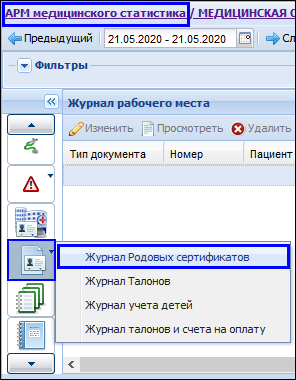 АРМ медицинского статистика / МЕДИЦИНСКАЯ
Предыдущий 21.05.2020 - 21.05.2020
Фильтры
Журнал рабочего места
Изменить Просмотреть Удалить
Тип документа Номер Пациент
Журнал Родовых сертификатов
Журнал Талонов
Журнал учета детей
Журнал талонов и счета на оплату